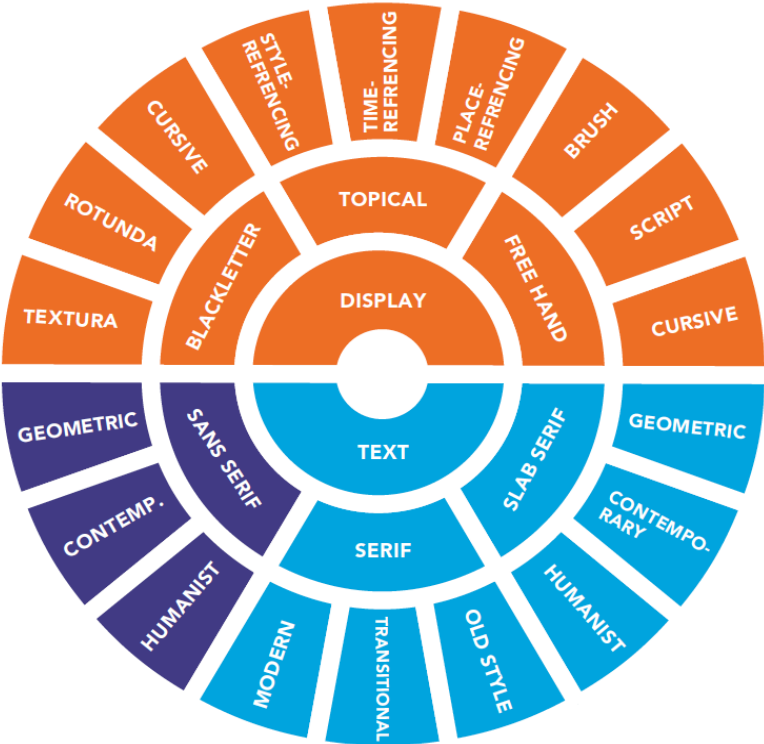 STYLE-
REFRENCING
TIME-
REFRENCING
PLACE-
REFRENCING
CURSIVE
BRUSH
ROTUNDA
TOPICAL
SCRIPT
BLACKLETTER
FREE HAND
TEXTURA
DISPLAY
CURSIVE
GEOMETRIC
SANS SERIF
TEXT
SLAB SERIF
GEOMETRIC
CONTEMP.
SERIF
CONTEMPO-
RARY
HUMANIST
HUMANIST
MODERN
TRANSITIONAL
OLD STYLE